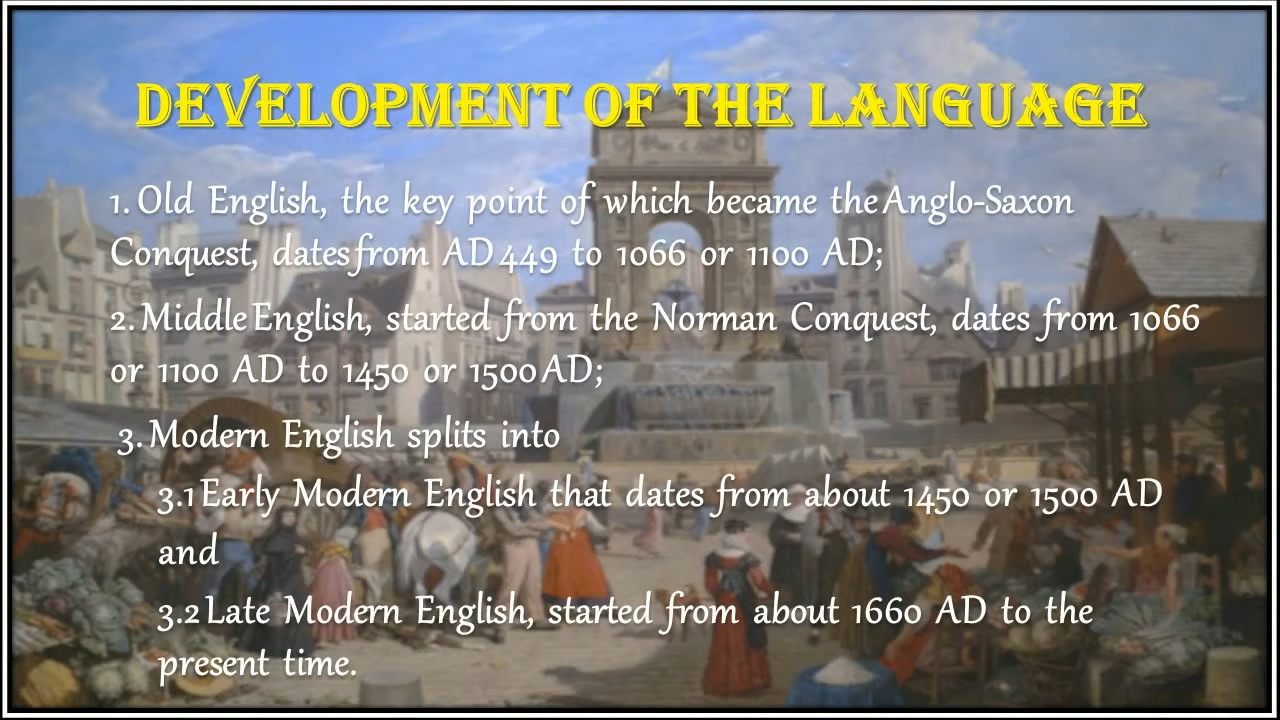 DEVELOPMENT OF THE LANGUAGE
1. Old English, the key point of which became the Anglo-Saxon
Conquest, dates from AD 449 to 1066 or 1100 AD;
2. Middle English, started from the Norman Conquest, dates from 1066
or 1100 AD to 1450 or 1500 AD;
3. Modern English splits into
3.1 Early Modern English that dates from about 1450 or 1500 AD
and
3.2 Late Modern English, started from about 1660 AD to the
present time.